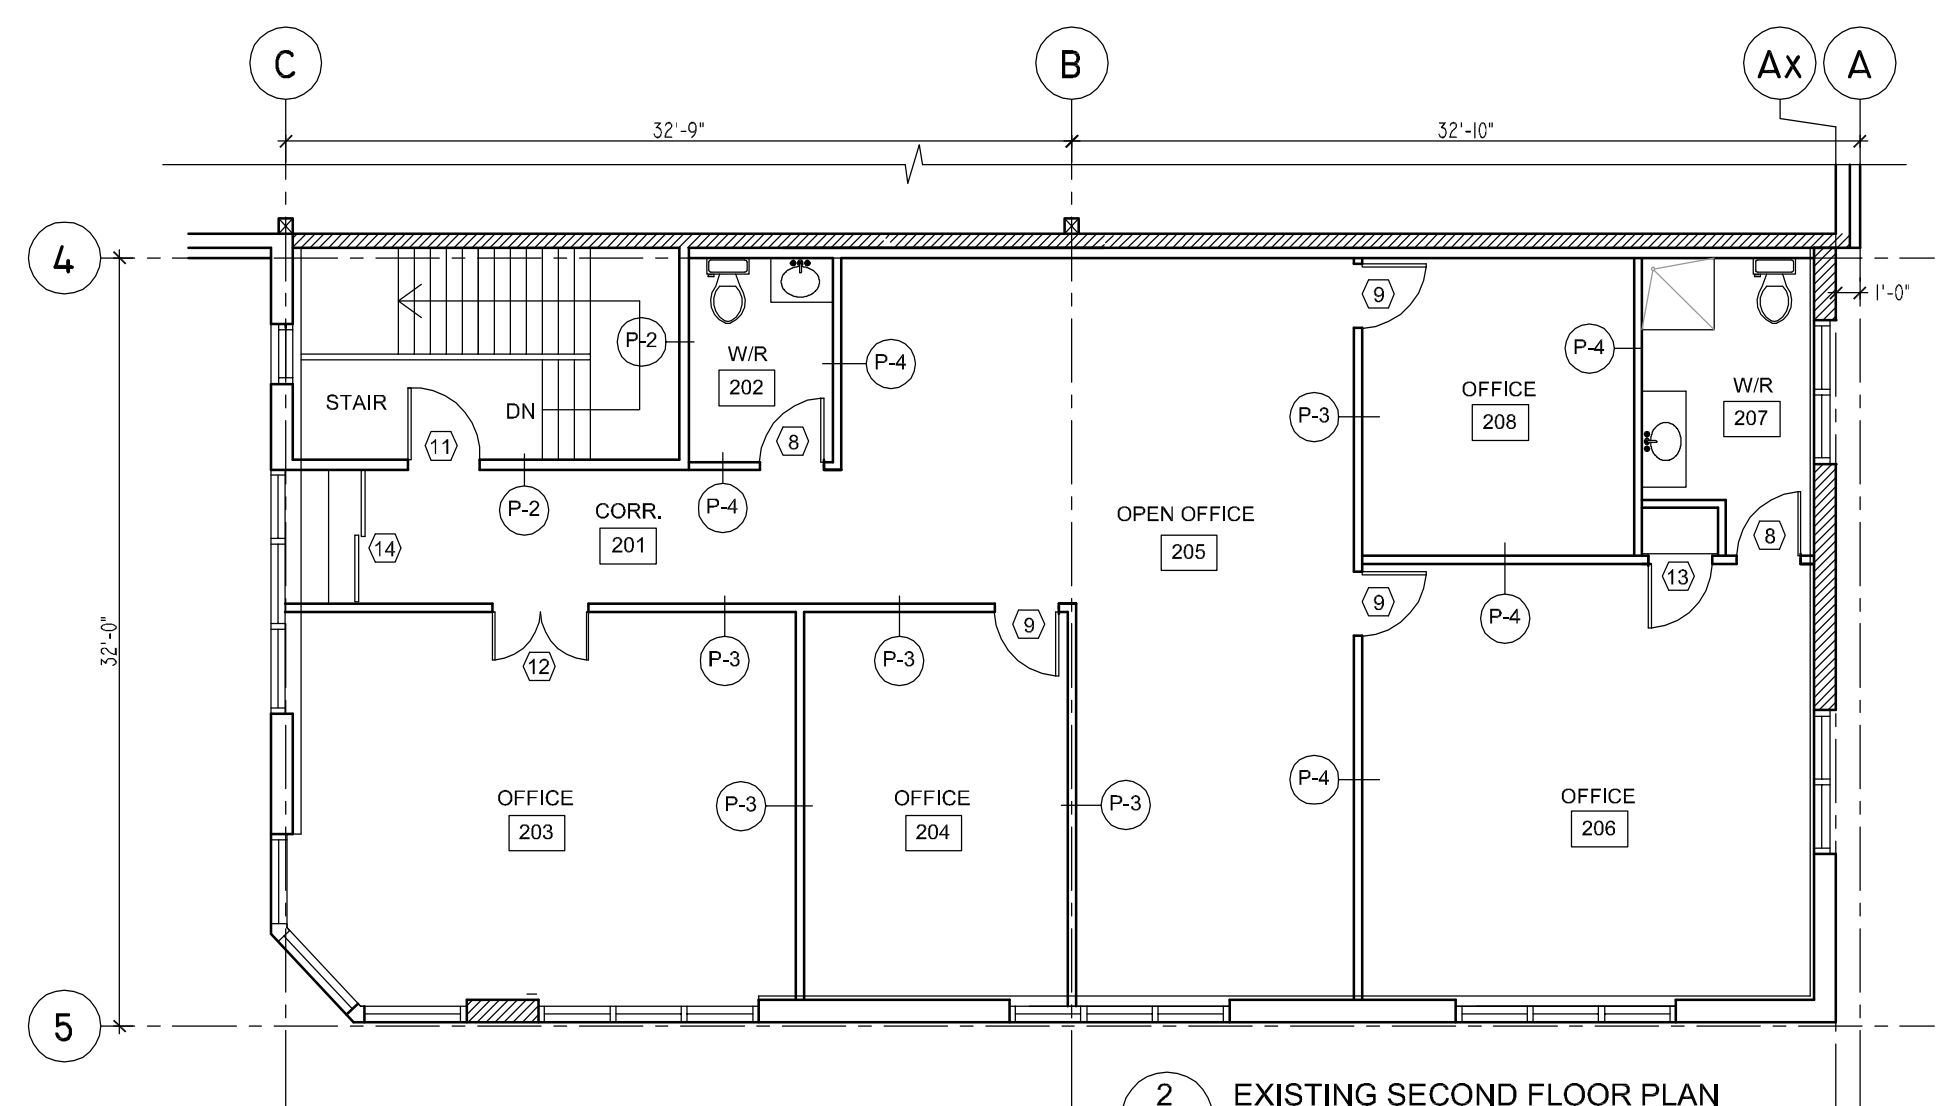 C
B
Ax
A
32'-9"
32'-10"
4
1'-0"
9
P-2
W/R
202
P-4
P-4
OFFICE
208
W/R
207
STAIR
DN
P-3
11
8
P-2
P-4
CORR.
201
OPEN OFFICE
205
14
8
13
9
P-4
9
32'-0"
12
P-3
P-3
P-4
OFFICE
203
P-3
OFFICE
204
P-3
OFFICE
206
5
2
EXISTING SECOND FLOOR PLAN